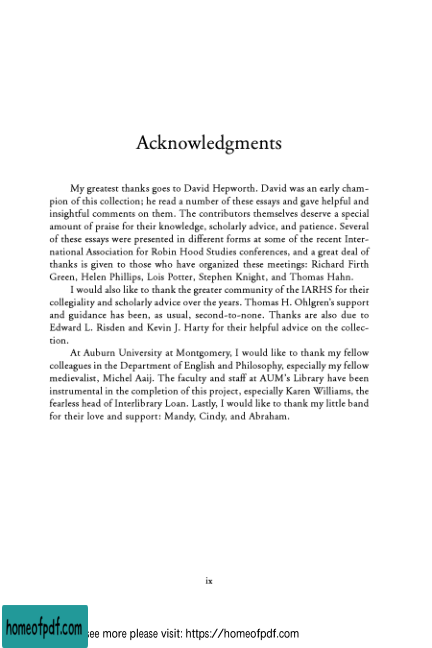 Acknowledgments
My greatest thanks goes to David Hepworth. David was an early cham-
pion of this collection; he read a number of these essays and gave helpful and
insightful comments on them. The contributors themselves deserve a special
amount of praise for their knowledge, scholarly advice, and patience. Several
of these essays were presented in different forms at some of the recent Inter-
national Association for Robin Hood Studies conferences, and a great deal of
thanks is given to those who have organized these meetings: Richard Firth
Green, Helen Phillips, Lois Potter, Stephen Knight, and Thomas Hahn.
I would also like to thank the greater community of the IARHS for their
collegiality and scholarly advice over the years. Thomas H. Ohlgren's support
and guidance has been, as usual, second-to-none. Thanks are also due to
Edward L. Risden and Kevin J. Harty for their helpful advice on the collec-
tion.
At Auburn University at Montgomery, I would like to thank my fellow
colleagues in the Department of English and Philosophy, especially my fellow
medievalist, Michel Aaij. The faculty and staff at AUM's Library have been
instrumental in the completion of this project, especially Karen Williams, the
fearless head of Interlibrary Loan. Lastly, I would like to thank my little band
for their love and support: Mandy, Cindy, and Abraham.
ix
homeofpdf.com
see more please visit: https://homeofpdf.com